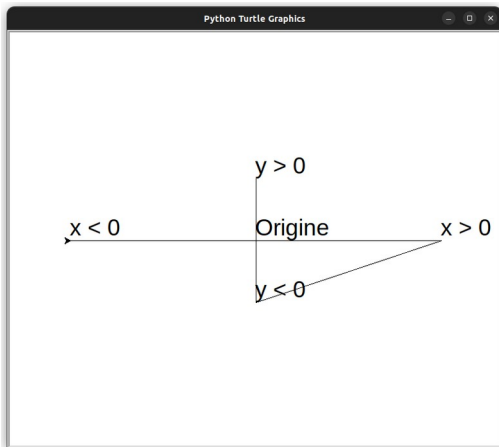 Python Turtle Graphics
y > 0
x < 0
Origine
x > 0
y < 0